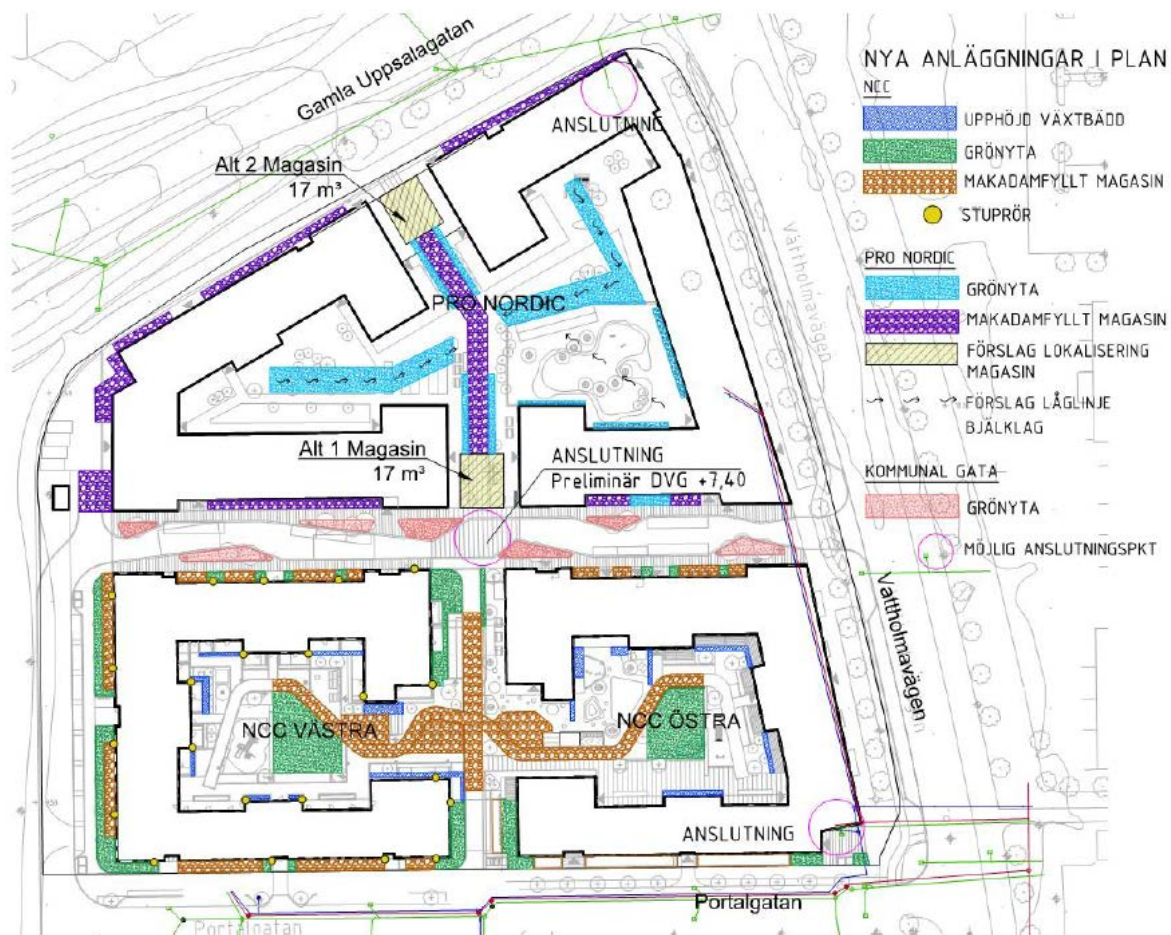 Gamla Uppsalagatan
ANSLUTNING
Alt 2 Magasin
17 m³
PRO NORDIC
Vattholmavägen
Alt 1 Magasin
17 m³
ANSLUTNING
Preliminär DVG +7,40
NCC VÄSTRA
NCC ÖSTRA
Vattholmavägen
ANSLUTNING
Portalgatan
Portalgatan
NYA ANLÄGGNINGAR I PLAN
NCC
UPPHÖJD VÄXTBÄDD
GRÖNYTA
MAKADAMFYLLT MAGASIN
STUPRÖR
PRO NORDIC
GRÖNYTA
MAKADAMFYLLT MAGASIN
FÖRSLAG LOKALISERING
MAGASIN
FÖRSLAG LÅGLINJE
BJÄLKLAG
KOMMUNAL GATA
GRÖNYTA
MÖJLIG ANSLUTNINGSPKT